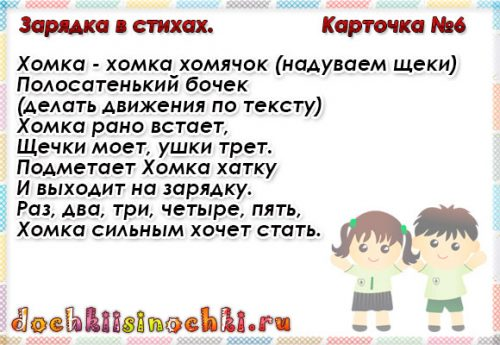 Зарядка в стихах. Карточка №6
Хомка - хомка хомячок (надуваем щеки)
Полосатенький бочек
(делать движения по тексту)
Хомка рано встает,
Щечки моет, ушки трет.
Подметает Хомка хатку
И выходит на зарядку.
Раз, два, три, четыре, пять,
Хомка сильным хочет стать.
dochkiisinochki.ru